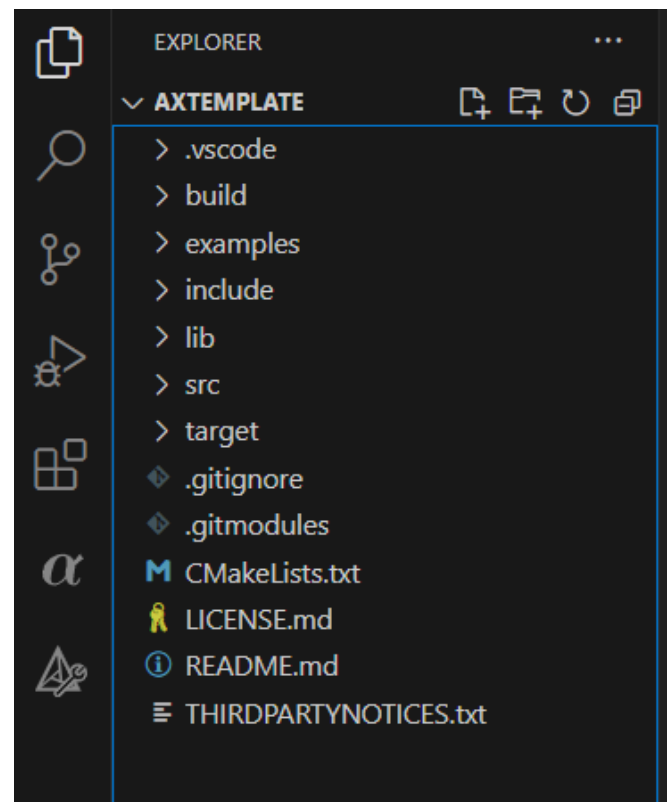 EXPLORER
AXTEMPLATE
.vscode
build
examples
include
lib
src
target
.gitignore
.gitmodules
CMakeLists.txt
LICENSE.md
README.md
THIRDPARTYNOTICES.txt